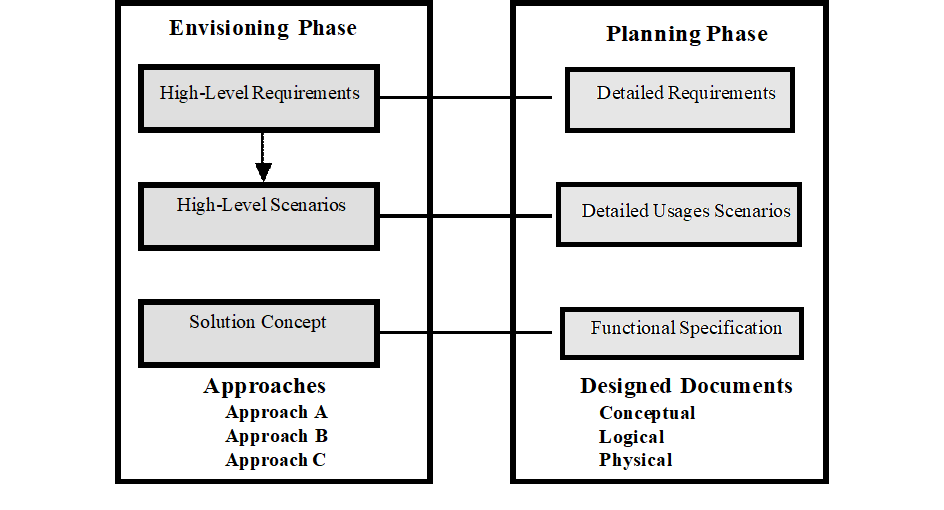 Envisioning Phase
High-Level Requirements
High-Level Scenarios
Solution Concept
Approaches
Approach A
Approach B
Approach C
Planning Phase
Detailed Requirements
Detailed Usages Scenarios
Functional Specification
Designed Documents
Conceptual
Logical
Physical